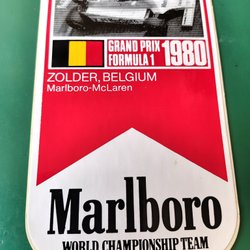 GRAND PRIX
FORMULA 1 1980
ZOLDER, BELGIUM
Marlboro-McLaren
Marlboro
WORLD CHAMPIONSHIP TEAM